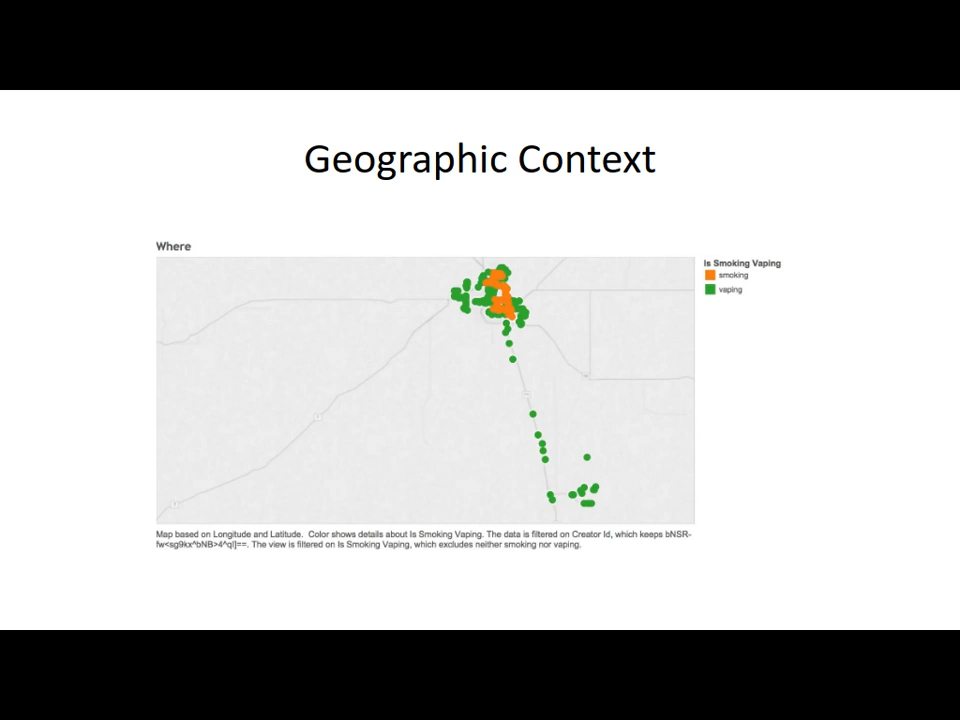 Geographic Context
Where
Is Smoking Vaping
smoking
vaping
Map based on Longitude and Latitude.  Color shows details about Is Smoking Vaping. The data is filtered on Creator Id, which keeps bNSR-
fw<sg9kx^bNB>4^ql]==. The view is filtered on Is Smoking Vaping, which excludes neither smoking nor vaping.